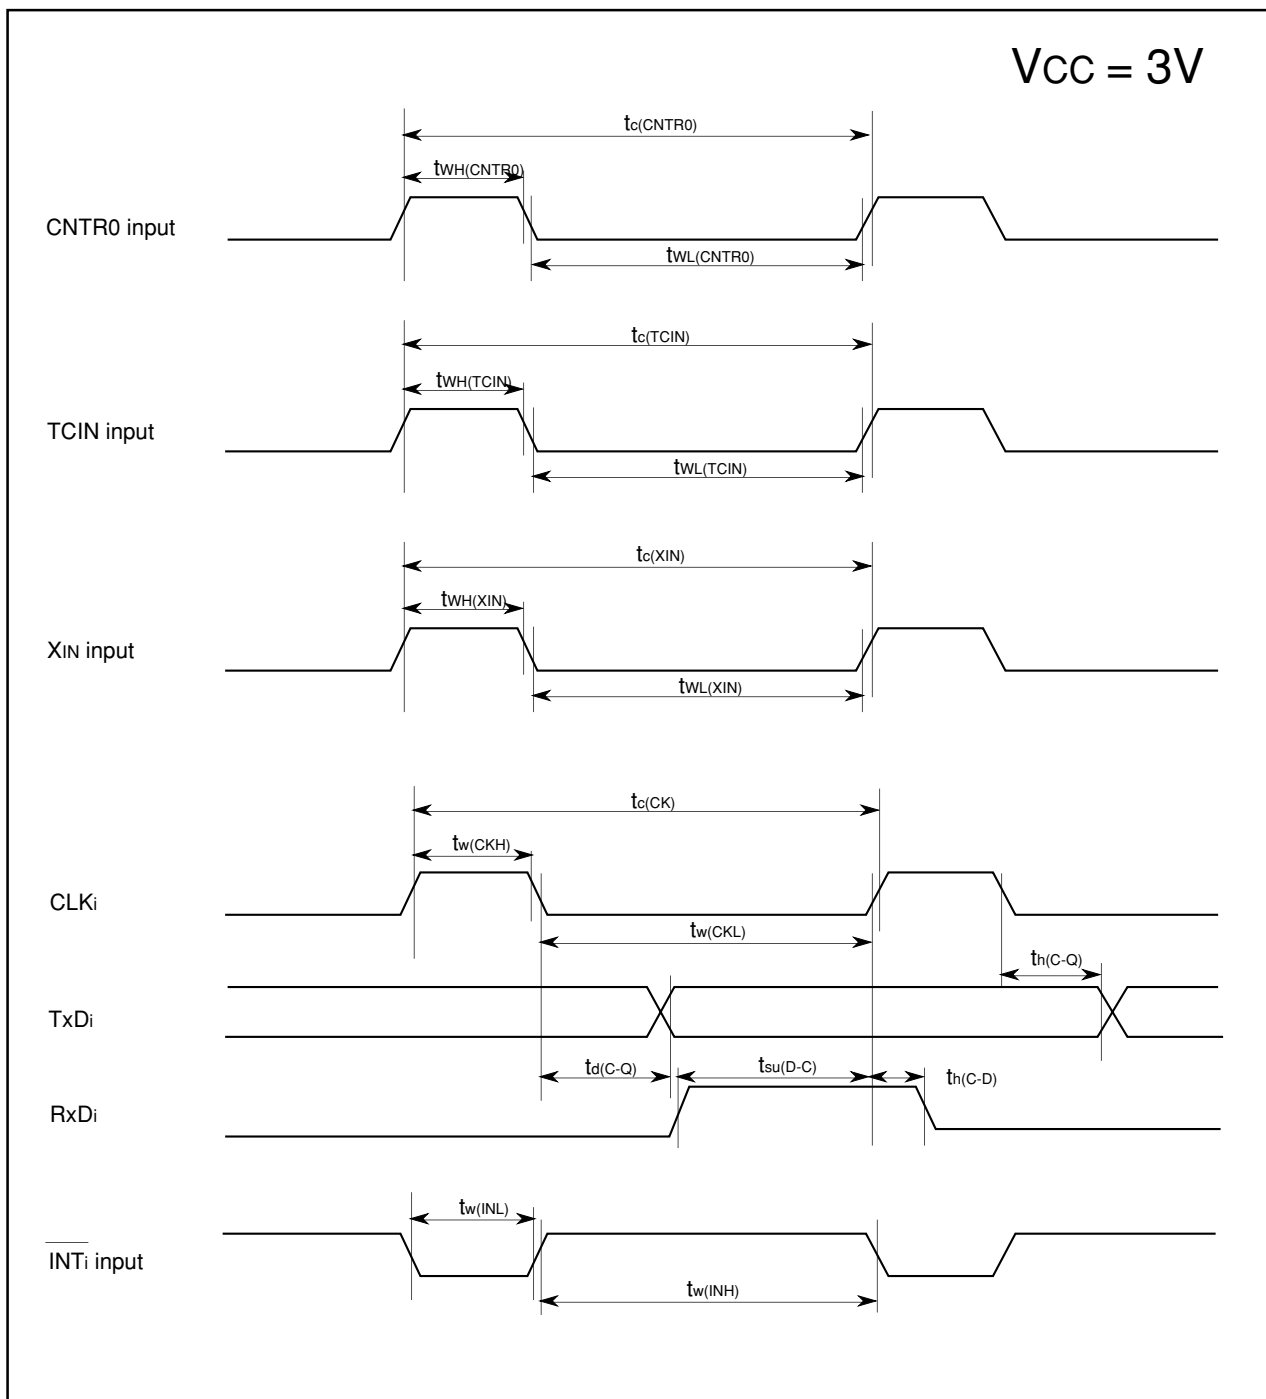 VCC = 3V
tc(CNTR0)
tWH(CNTR0)
CNTR0 input
tWL(CNTR0)
tc(TCIN)
tWH(TCIN)
TCIN input
tWL(TCIN)
tc(XIN)
tWH(XIN)
XIN input
tWL(XIN)
tc(CK)
tw(CKH)
CLKi
tw(CKL)
th(C-Q)
TxDi
td(C-Q)
tsu(D-C)
th(C-D)
RxDi
tw(INL)
INTi input
tw(INH)